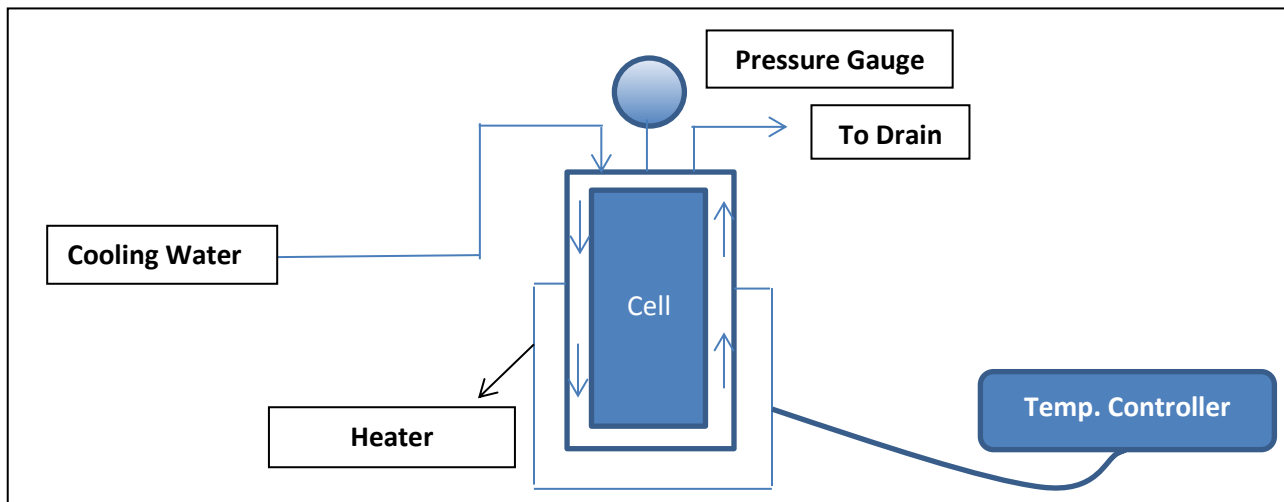 Pressure Gauge
To Drain
Cooling Water
Cell
Temp. Controller
Heater